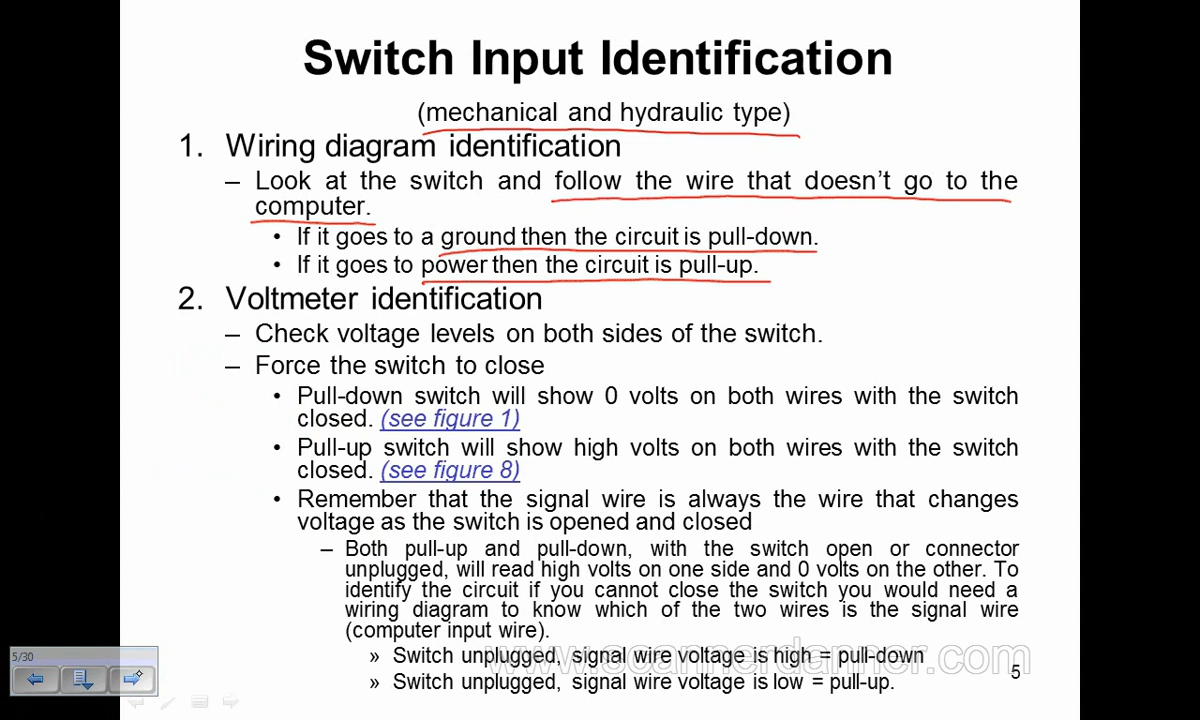 Switch Input Identification
(mechanical and hydraulic type)
1. Wiring diagram identification
– Look at the switch and follow the wire that doesn't go to the
computer.
• If it goes to a ground then the circuit is pull-down.
• If it goes to power then the circuit is pull-up.
2. Voltmeter identification
– Check voltage levels on both sides of the switch.
– Force the switch to close
• Pull-down switch will show 0 volts on both wires with the switch
closed. (see figure 1)
• Pull-up switch will show high volts on both wires with the switch
closed. (see figure 8)
• Remember that the signal wire is always the wire that changes
voltage as the switch is opened and closed
– Both pull-up and pull-down, with the switch open or connector
unplugged, will read high volts on one side and 0 volts on the other. To
identify the circuit if you cannot close the switch you would need a
wiring diagram to know which of the two wires is the signal wire
(computer input wire).
» Switch unplugged, signal wire voltage is high = pull-down
» Switch unplugged, signal wire voltage is low = pull-up.
www.scannerdanner.com
5
5/30